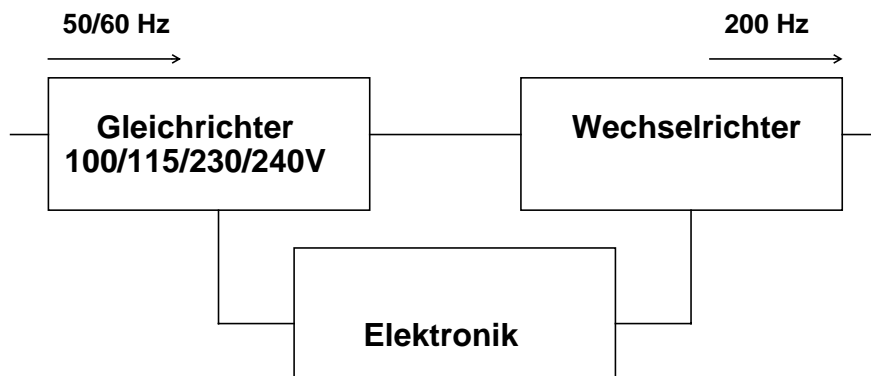 50/60 Hz
200 Hz
Gleichrichter
100/115/230/240V
Wechselrichter
Elektronik